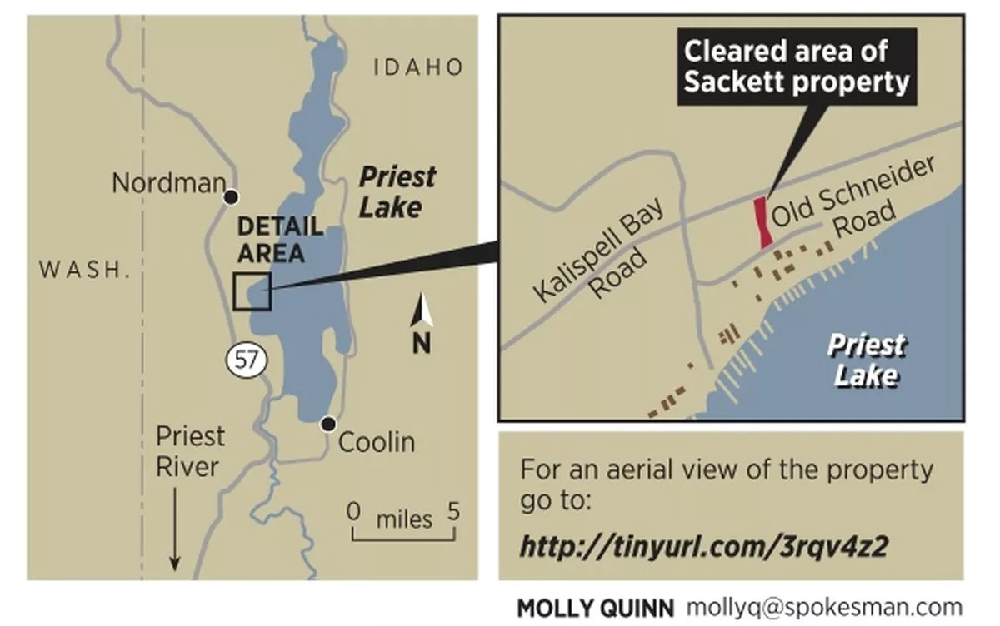 IDAHO
Nordman
Priest
Lake
DETAIL
AREA
WASH.
N
57
Priest
River
Coolin
0 miles 5
Cleared area of
Sackett property
Kalispell Bay
Road
Old Schneider
Road
Priest
Lake
For an aerial view of the property
go to:
http://tinyurl.com/3rqv4z2
MOLLY QUINN mollyq@spokesman.com